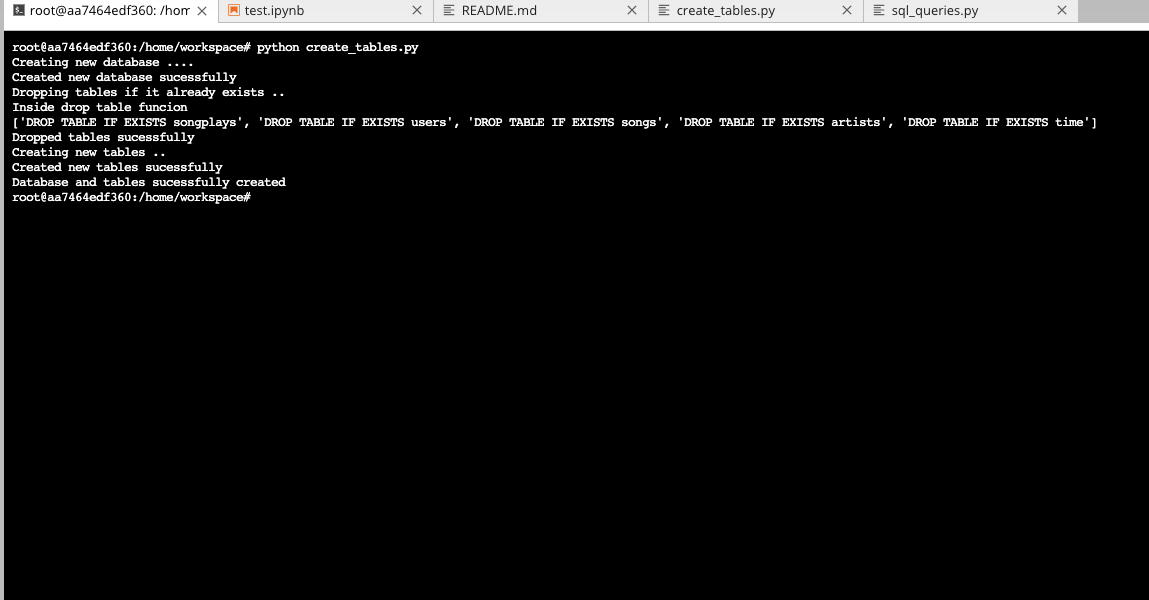 root@aa7464edf360: /hom
test.ipynb
README.md
create_tables.py
sql_queries.py
root@aa7464edf360:/home/workspace# python create_tables.py
Creating new database ....
Created new database sucessfully
Dropping tables if it already exists ..
Inside drop table funcion
['DROP TABLE IF EXISTS songplays', 'DROP TABLE IF EXISTS users', 'DROP TABLE IF EXISTS songs', 'DROP TABLE IF EXISTS artists', 'DROP TABLE IF EXISTS time']
Dropped tables sucessfully
Creating new tables ..
Created new tables sucessfully
Database and tables sucessfully created
root@aa7464edf360:/home/workspace#